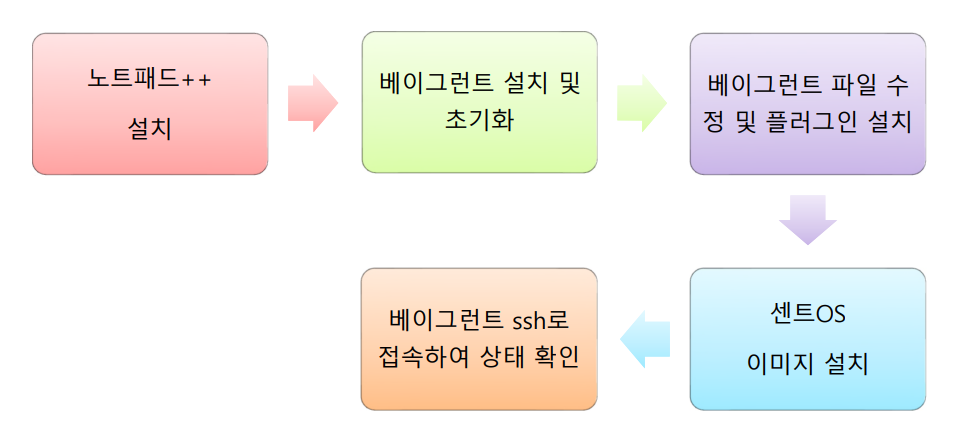 노트패드++
설치
베이그런트 설치 및
초기화
베이그런트 파일 수
정 및 플러그인 설치
센트OS
이미지 설치
베이그런트 ssh로
접속하여 상태 확인